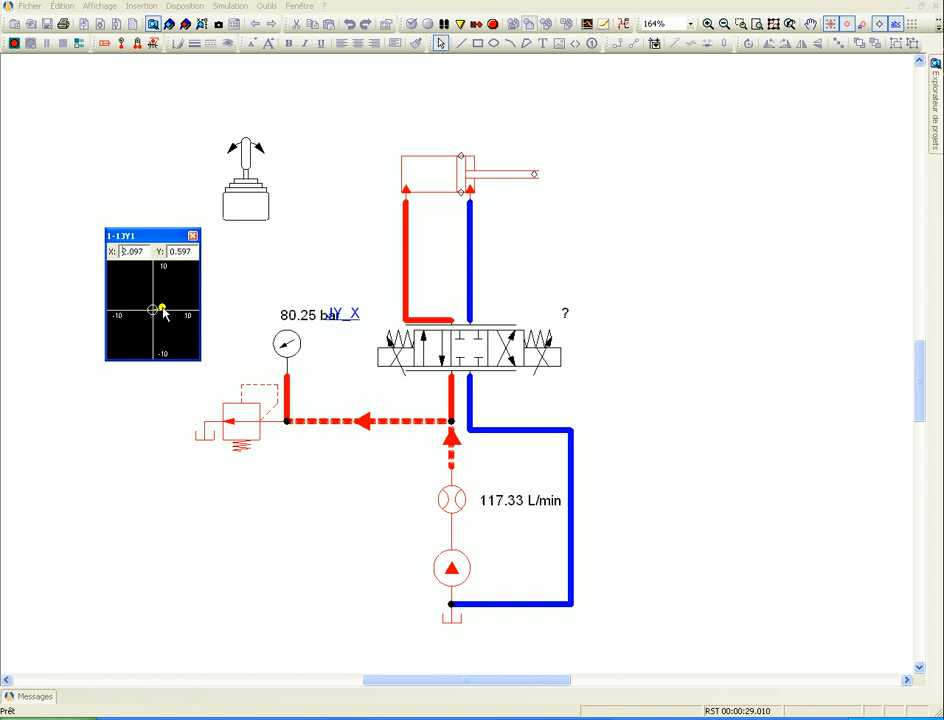 Fichier Édition Affichage Insertion Disposition Simulation Outils Fenêtre ?
164%
A A B I U
T
Explorateur de projets
1-1JY1
X: 2.097 Y: 0.597
10
-10 10
-10
80.25 bar
JY_X
?
117.33 L/min
Messages
Prêt
RST 00:00:29.010